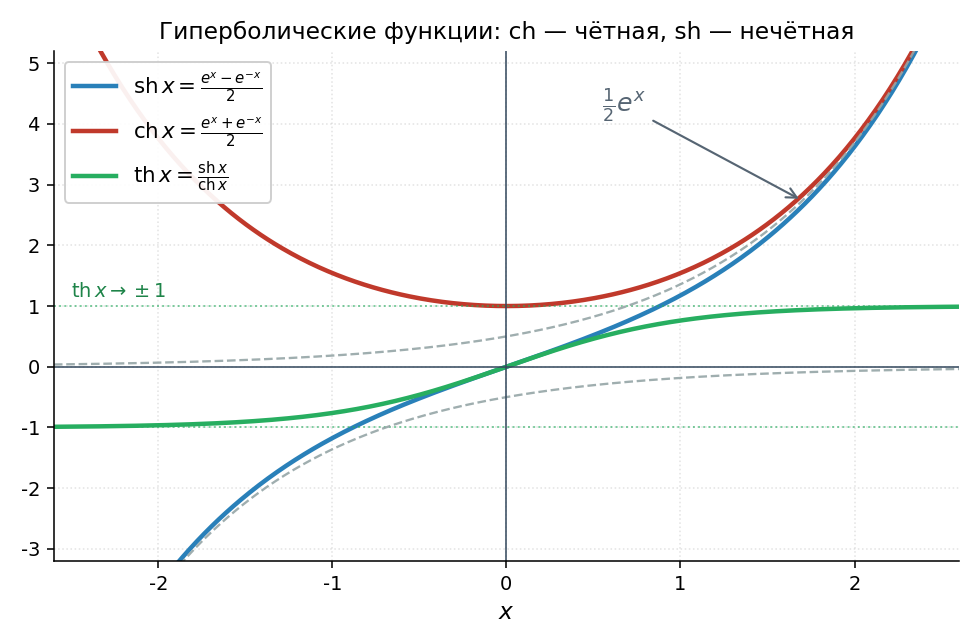 Гиперболические функции: ch — чётная, sh — нечётная
sh x = (e^x − e^−x)/2
ch x = (e^x + e^−x)/2
th x = sh x/ch x
½e^x
th x → ±1
5
4
3
2
1
0
-1
-2
-3
-2 -1 0 1 2
x